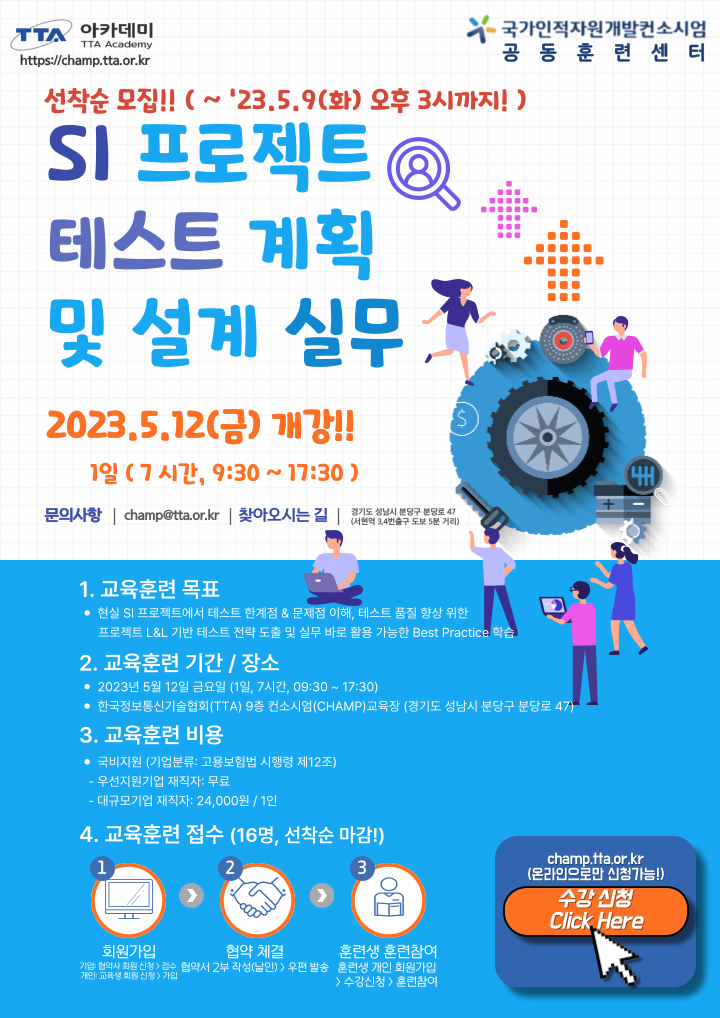 TTA 아카데미
TTA Academy
https://champ.tta.or.kr
국가인적자원개발컨소시엄
공동훈련센터
선착순 모집!! ( ~ '23.5.9(화) 오후 3시까지! )
SI 프로젝트
테스트 계획
및 설계 실무
2023.5.12(금) 개강!!
1일 ( 7 시간, 9:30 ~ 17:30 )
문의사항 | champ@tta.or.kr | 찾아오시는 길 | 경기도 성남시 분당구 분당로 47
(서현역 3,4번출구 도보 5분 거리)
1. 교육훈련 목표
● 현실 SI 프로젝트에서 테스트 한계점 & 문제점 이해, 테스트 품질 향상 위한
프로젝트 L&L 기반 테스트 전략 도출 및 실무 바로 활용 가능한 Best Practice 학습
2. 교육훈련 기간 / 장소
● 2023년 5월 12일 금요일 (1일, 7시간, 09:30 ~ 17:30)
● 한국정보통신기술협회(TTA) 9층 컨소시엄(CHAMP)교육장 (경기도 성남시 분당구 분당로 47)
3. 교육훈련 비용
● 국비지원 (기업분류: 고용보험법 시행령 제12조)
- 우선지원기업 재직자: 무료
- 대규모기업 재직자: 24,000원 / 1인
4. 교육훈련 접수 (16명, 선착순 마감!)
1 2 3
회원가입
기업: 협약사 회원 신청 > 접수
개인: 교육생 회원 신청 > 가입
협약 체결
협약서 2부 작성(날인) > 우편 발송
훈련생 훈련참여
훈련생 개인 회원가입
> 수강신청 > 훈련참여
champ.tta.or.kr
(온라인으로만 신청가능!)
수강 신청
Click Here